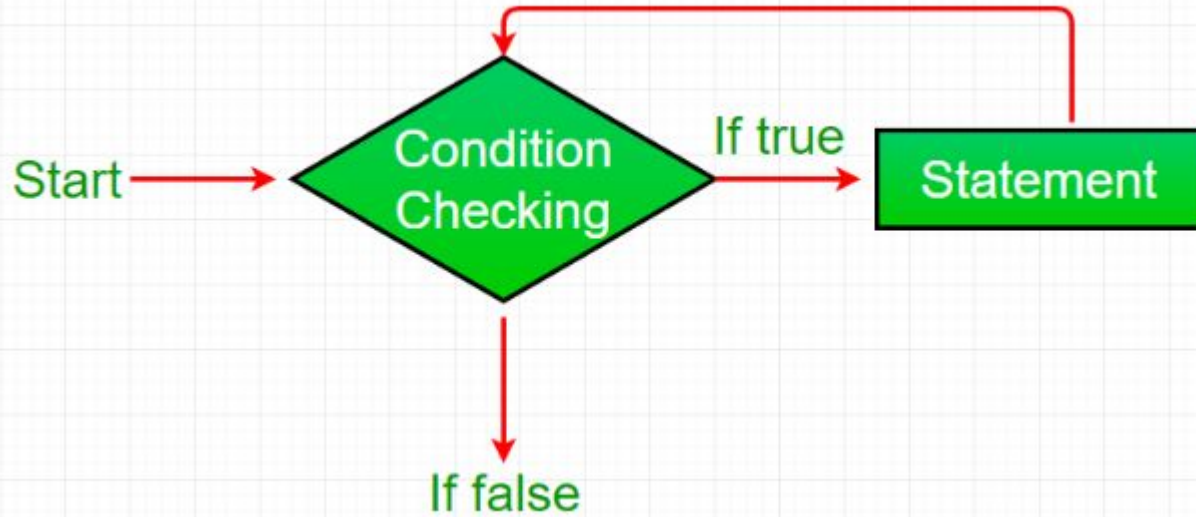 Start
Condition
Checking
If true
Statement
If false